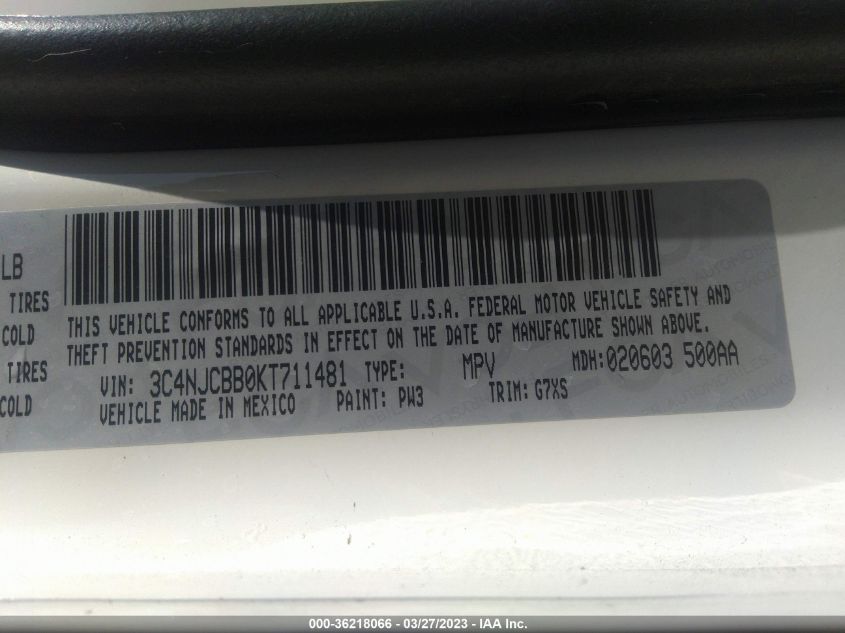 LB
TIRES
COLD
TIRES
COLD
THIS VEHICLE CONFORMS TO ALL APPLICABLE U.S.A. FEDERAL MOTOR VEHICLE SAFETY AND
THEFT PREVENTION STANDARDS IN EFFECT ON THE DATE OF MANUFACTURE SHOWN ABOVE.
VIN: 3C4NJCBB0KT711481 TYPE: MPV MDH:020603 500AA
VEHICLE MADE IN MEXICO PAINT: PW3 TRIM: G7XS
000-36218066 - 03/27/2023 - IAA Inc.